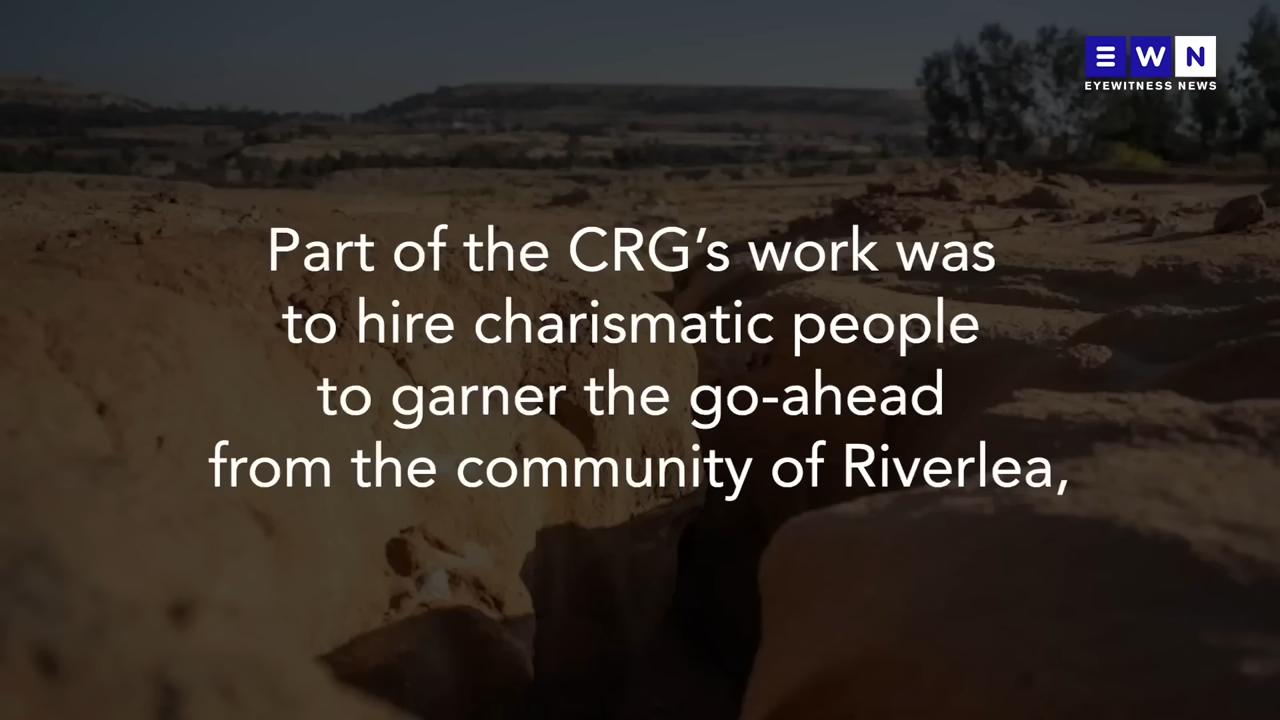 EWN
EYEWITNESS NEWS
Part of the CRG’s work was
to hire charismatic people
to garner the go-ahead
from the community of Riverlea,